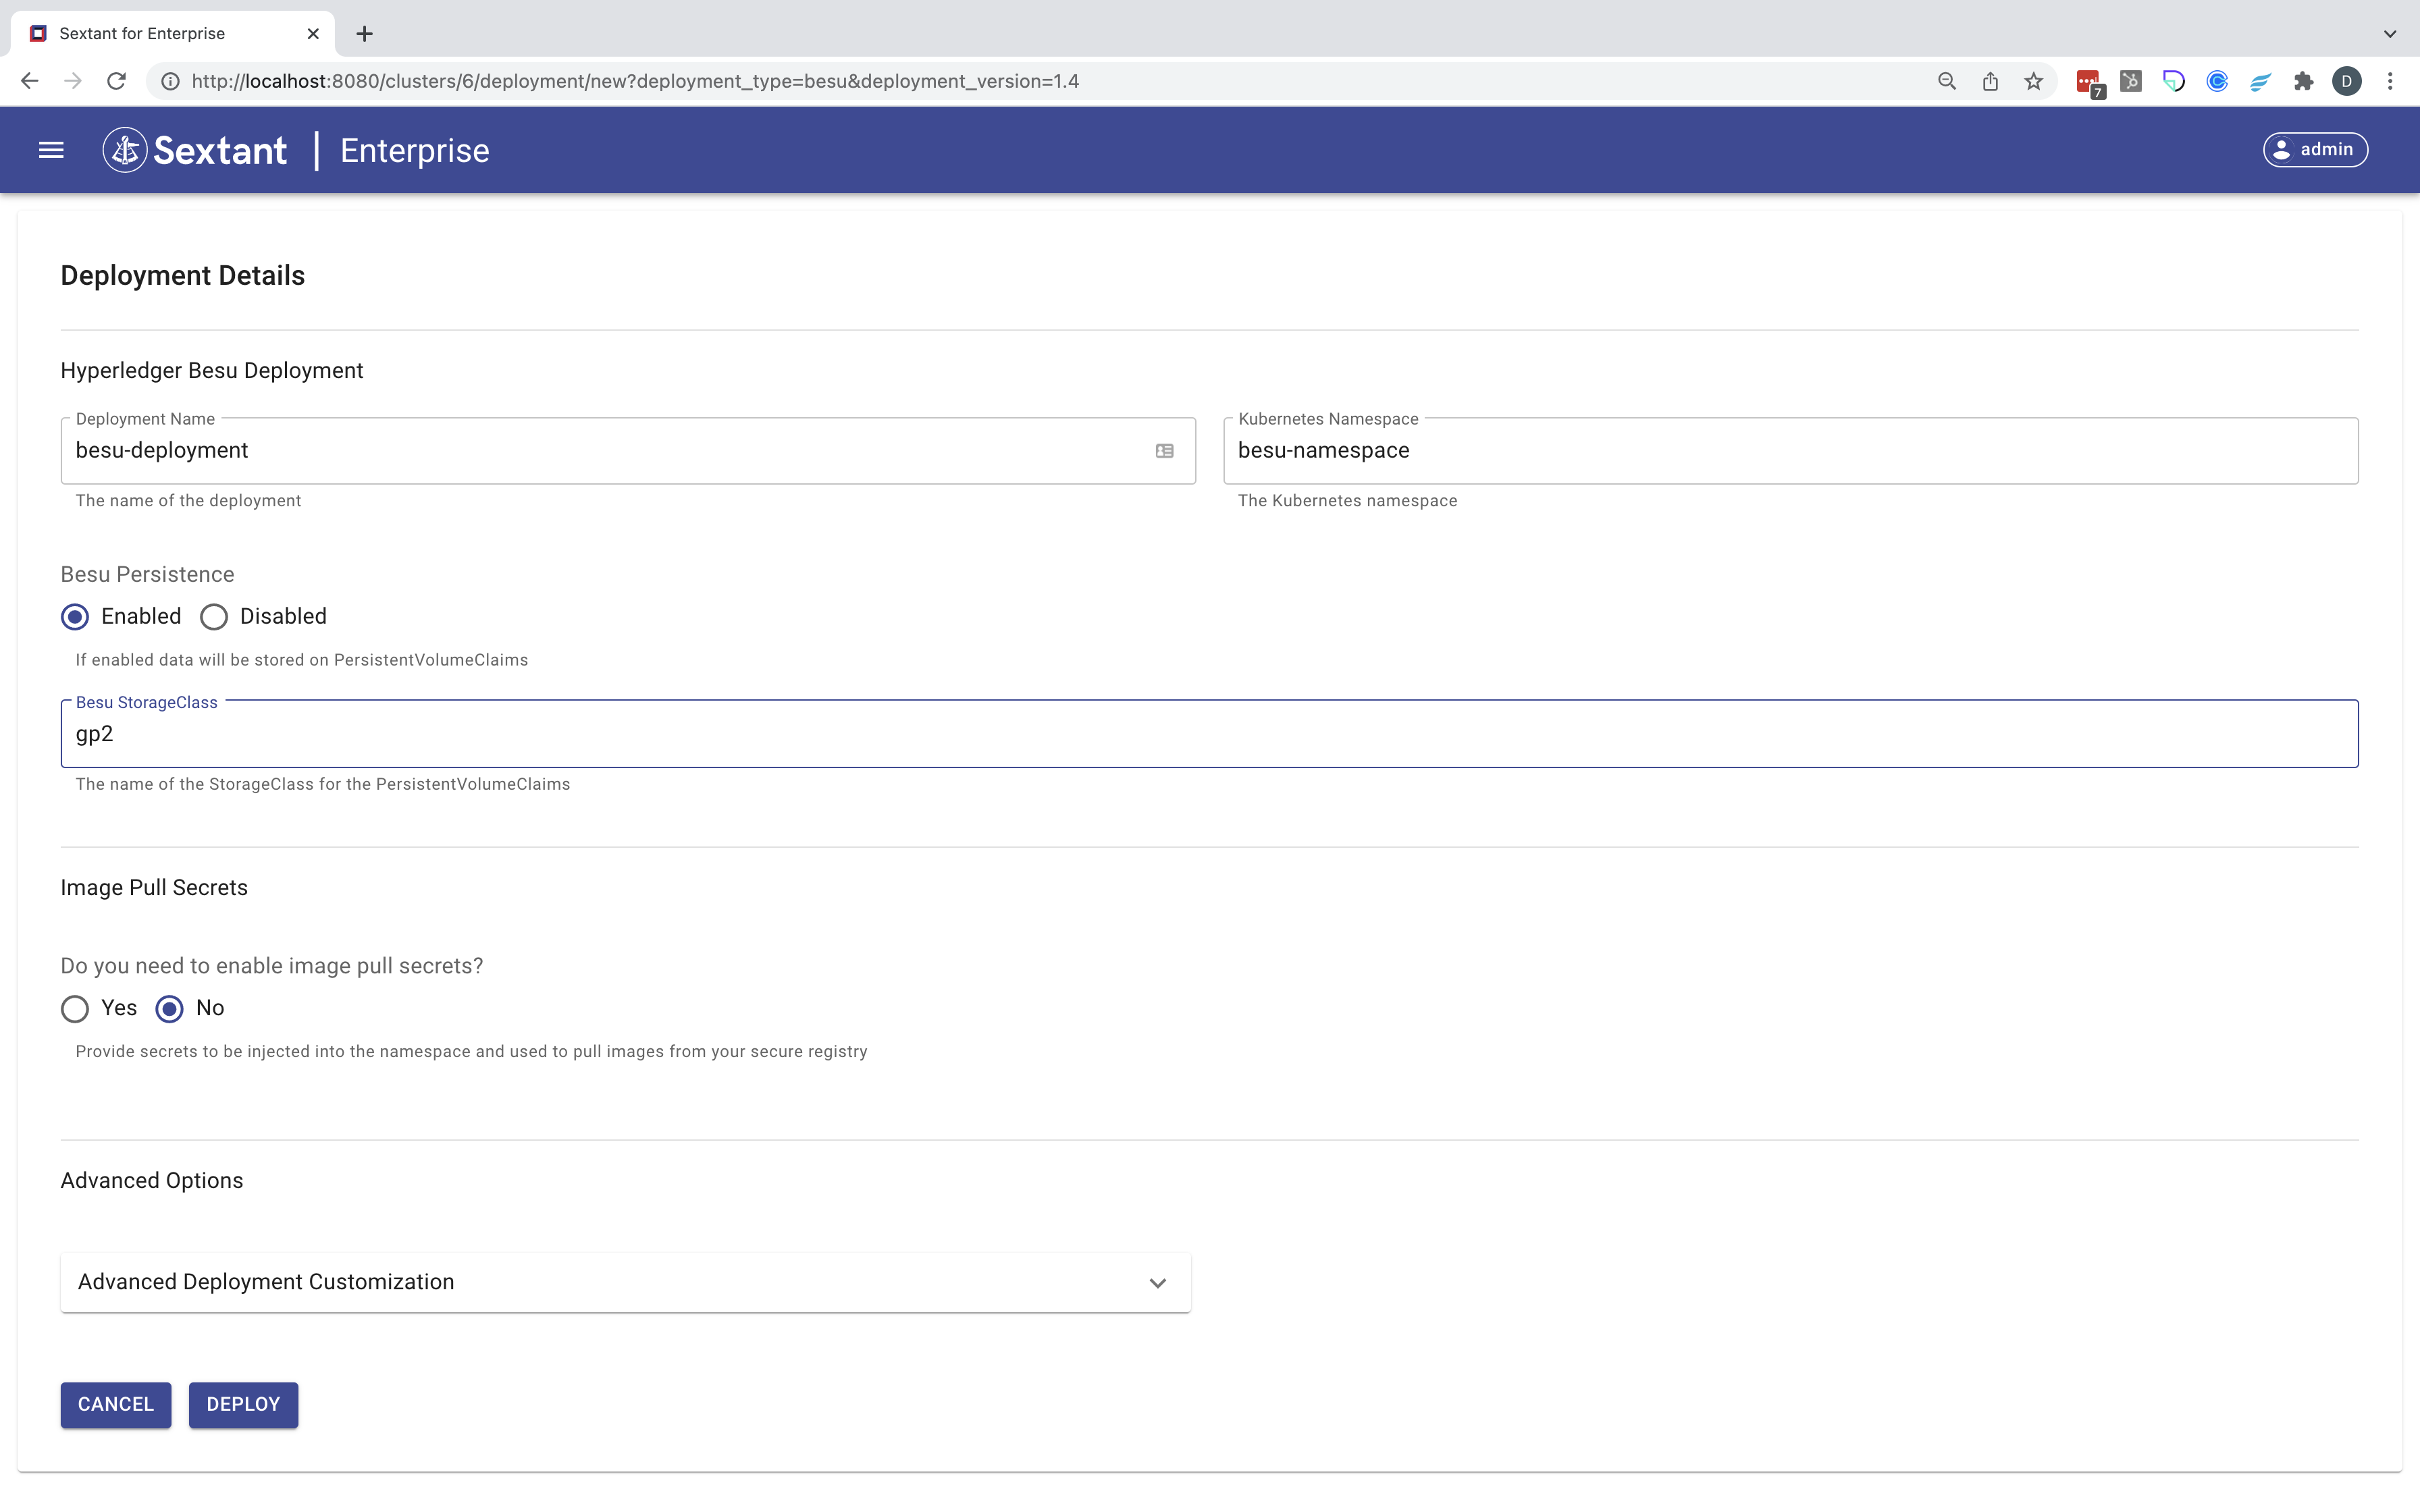 Sextant for Enterprise
http://localhost:8080/clusters/6/deployment/new?deployment_type=besu&deployment_version=1.4
7
D
Sextant | Enterprise
admin
Deployment Details
Hyperledger Besu Deployment
Deployment Name
besu-deployment
The name of the deployment
Kubernetes Namespace
besu-namespace
The Kubernetes namespace
Besu Persistence
Enabled Disabled
If enabled data will be stored on PersistentVolumeClaims
Besu StorageClass
gp2
The name of the StorageClass for the PersistentVolumeClaims
Image Pull Secrets
Do you need to enable image pull secrets?
Yes No
Provide secrets to be injected into the namespace and used to pull images from your secure registry
Advanced Options
Advanced Deployment Customization
CANCEL DEPLOY